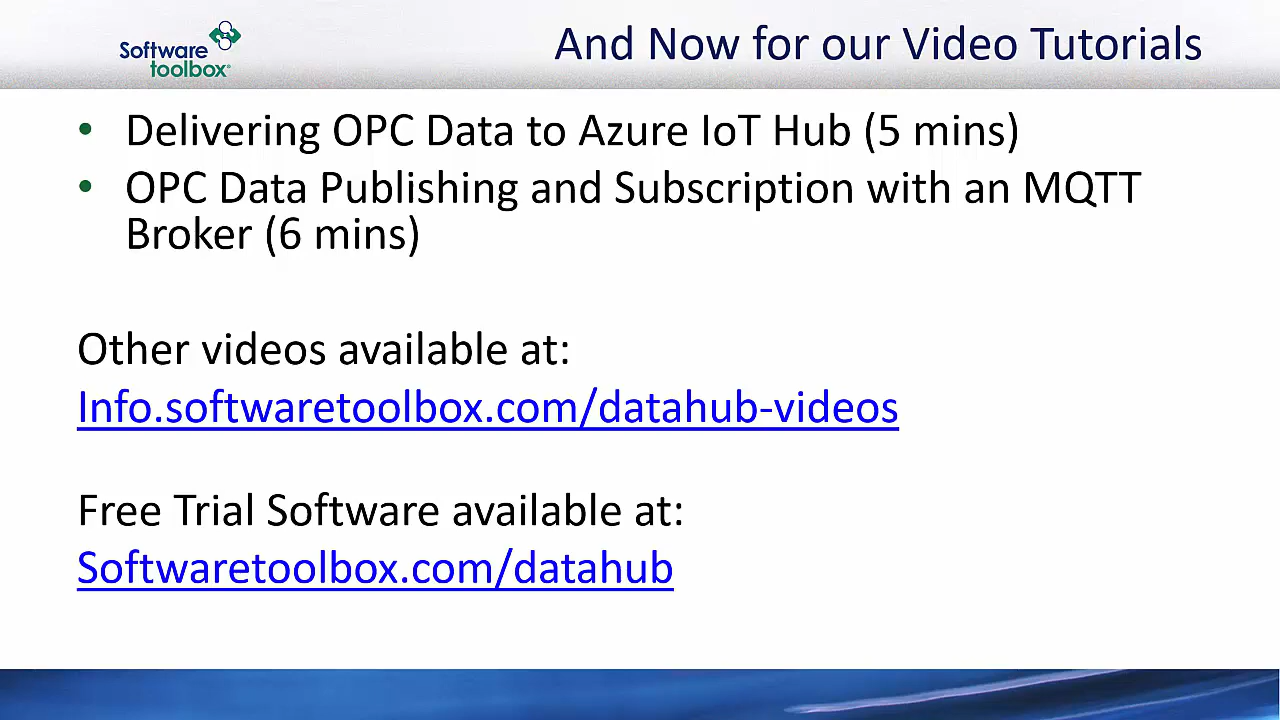 Software
toolbox®
And Now for our Video Tutorials
• Delivering OPC Data to Azure IoT Hub (5 mins)
• OPC Data Publishing and Subscription with an MQTT
Broker (6 mins)
Other videos available at:
Info.softwaretoolbox.com/datahub-videos
Free Trial Software available at:
Softwaretoolbox.com/datahub